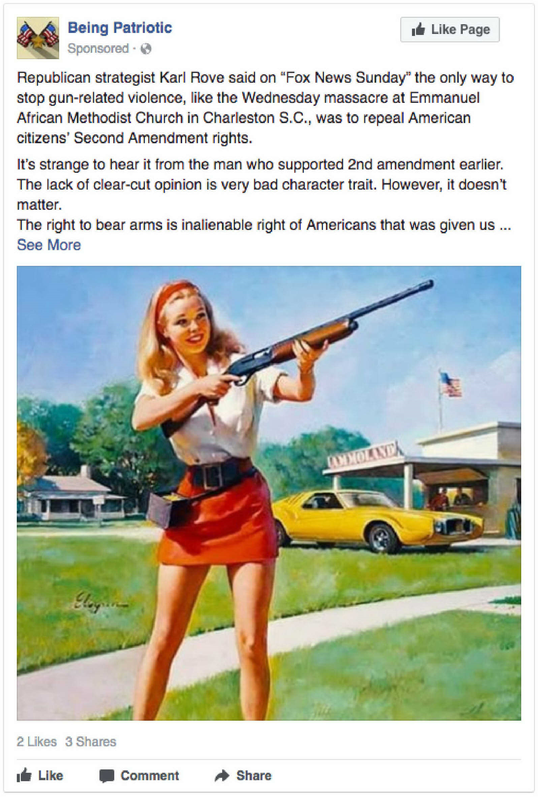 Being Patriotic
Like Page
Sponsored ·
Republican strategist Karl Rove said on “Fox News Sunday” the only way to
stop gun-related violence, like the Wednesday massacre at Emmanuel
African Methodist Church in Charleston S.C., was to repeal American
citizens’ Second Amendment rights.
It’s strange to hear it from the man who supported 2nd amendment earlier.
The lack of clear-cut opinion is very bad character trait. However, it doesn’t
matter.
The right to bear arms is inalienable right of Americans that was given us ...
See More
AMMOLAND
Elvgren
2 Likes 3 Shares
Like Comment Share